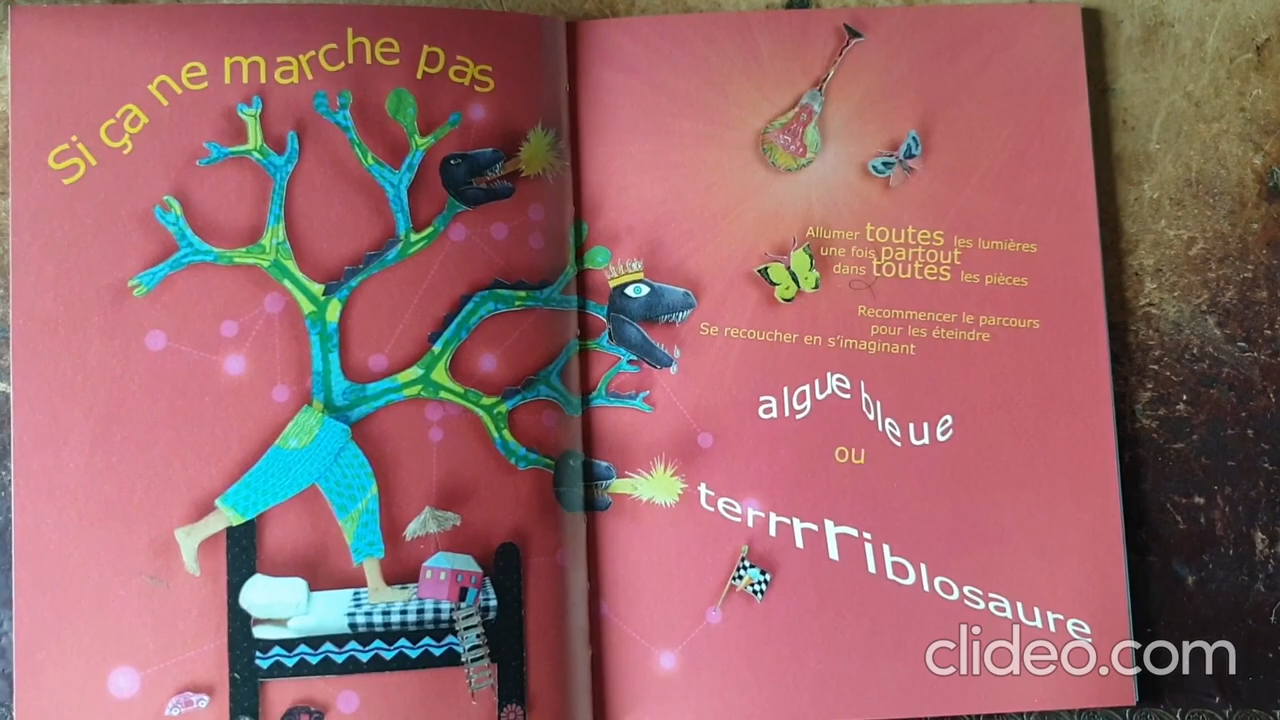 Si ça ne marche pas
Allumer toutes les lumières
une fois partout
dans toutes les pièces
Recommencer le parcours
pour les éteindre
Se recoucher en s'imaginant
algue bleue
ou
terrrrriblosaure
clideo.com